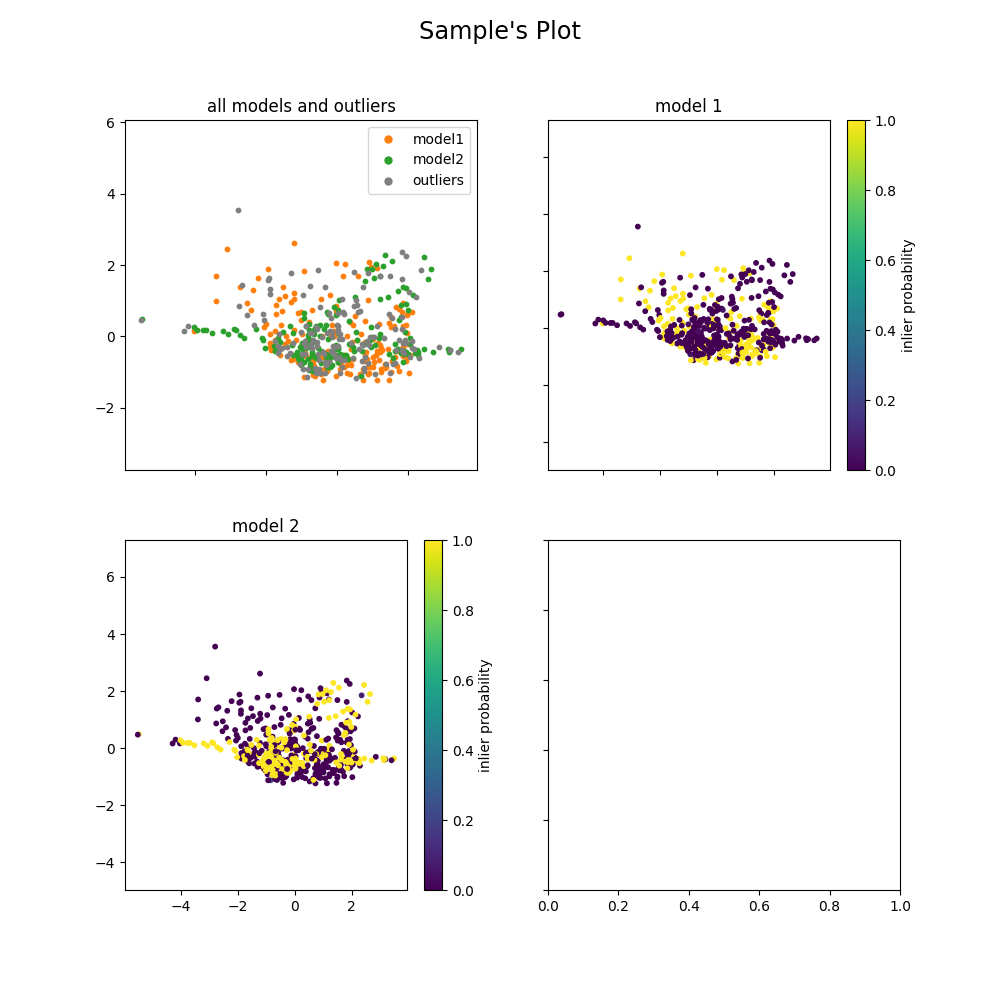 Sample's Plot
all models and outliers
6
4
2
0
−2
model1
model2
outliers
model 1
1.0
0.8
0.6
0.4
0.2
0.0
inlier probability
model 2
6
4
2
0
−2
−4
−4 −2 0 2
1.0
0.8
0.6
0.4
0.2
0.0
inlier probability
0.0 0.2 0.4 0.6 0.8 1.0